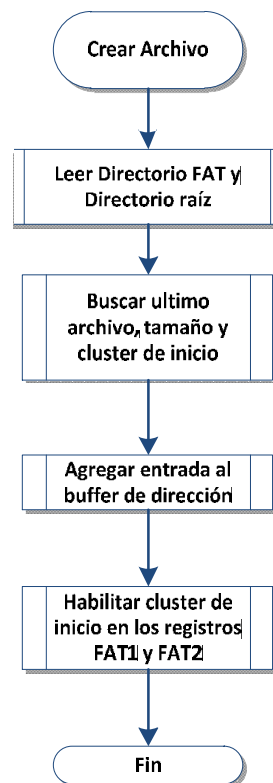 Crear Archivo
Leer Directorio FAT y
Directorio raíz
Buscar ultimo
archivo, tamaño y
cluster de inicio
Agregar entrada al
buffer de dirección
Habilitar cluster de
inicio en los registros
FAT1 y FAT2
Fin